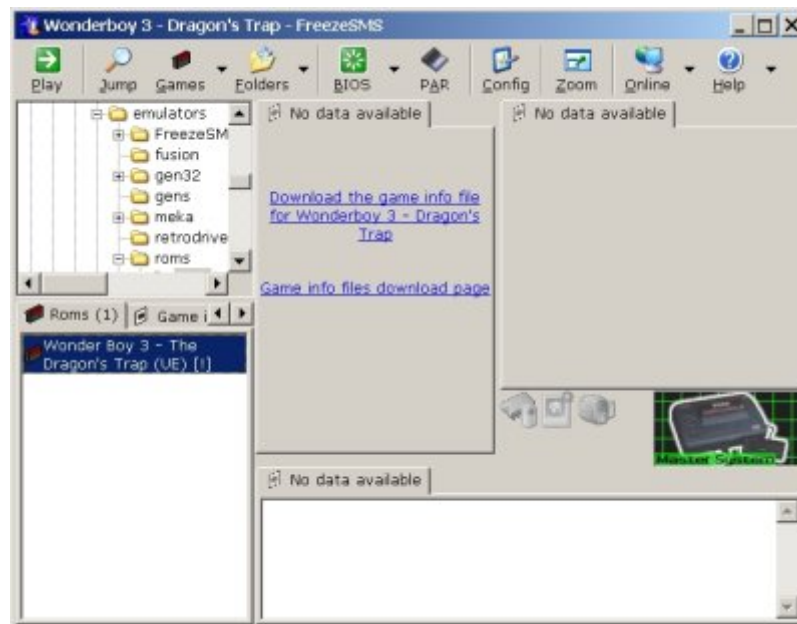 Wonderboy 3 - Dragon's Trap - FreezeSMS
Play Jump Games Folders BIOS PAR Config Zoom Online Help
emulators
FreezeSM
fusion
gen32
gens
meka
retrodrive
roms
No data available
Download the game info file
for Wonderboy 3 - Dragon's
Trap
Game info files download page
No data available
Roms (1) Game i
Wonder Boy 3 - The
Dragon's Trap (UE) [!]
Master System
No data available